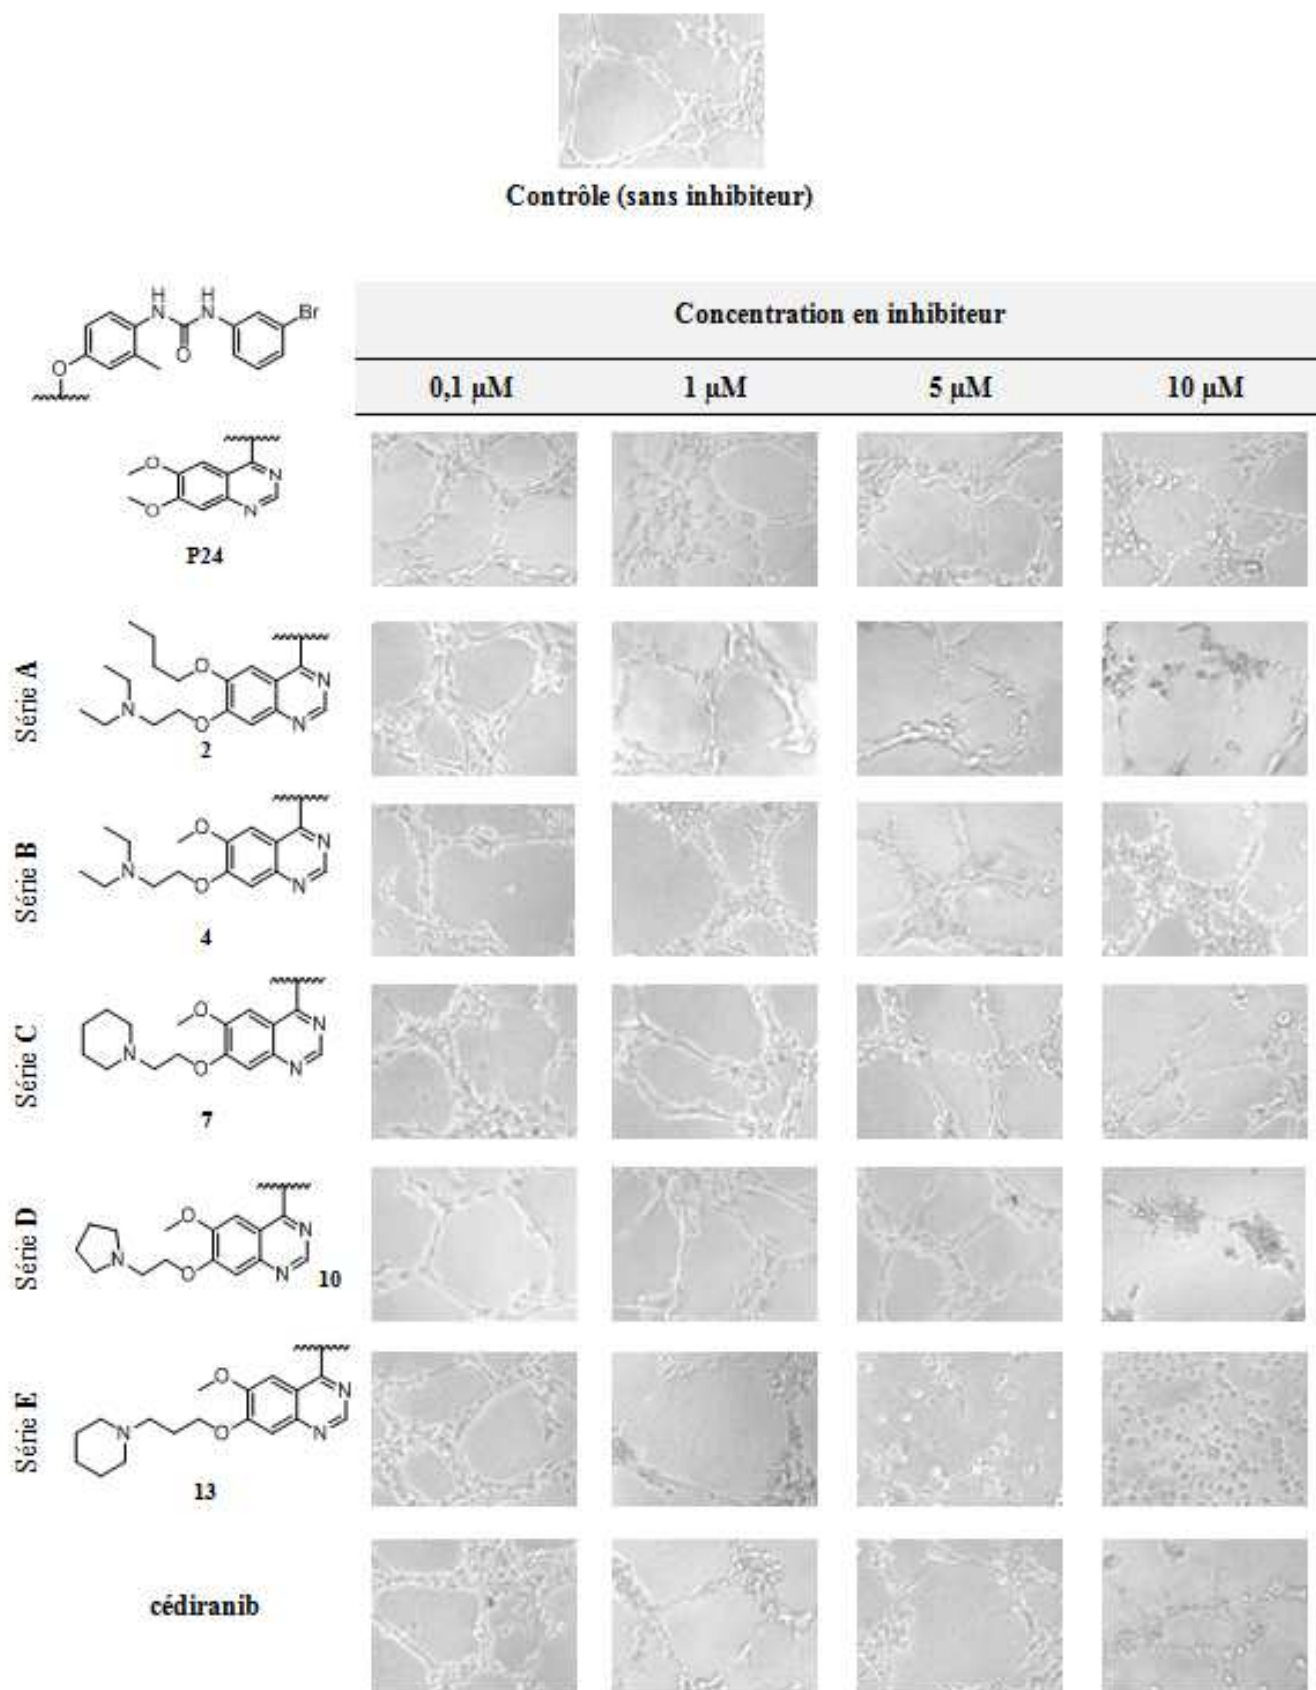 Contrôle (sans inhibiteur)
H
N
H
N
Br
O
O
Concentration en inhibiteur
0,1 µM
1 µM
5 µM
10 µM
O
O
N
N
P24
Série A
O
N
O
N
N
2
Série B
O
N
O
N
N
4
Série C
O
N
O
N
N
7
Série D
O
N
O
N
N
10
Série E
O
N
O
N
N
13
cédiranib